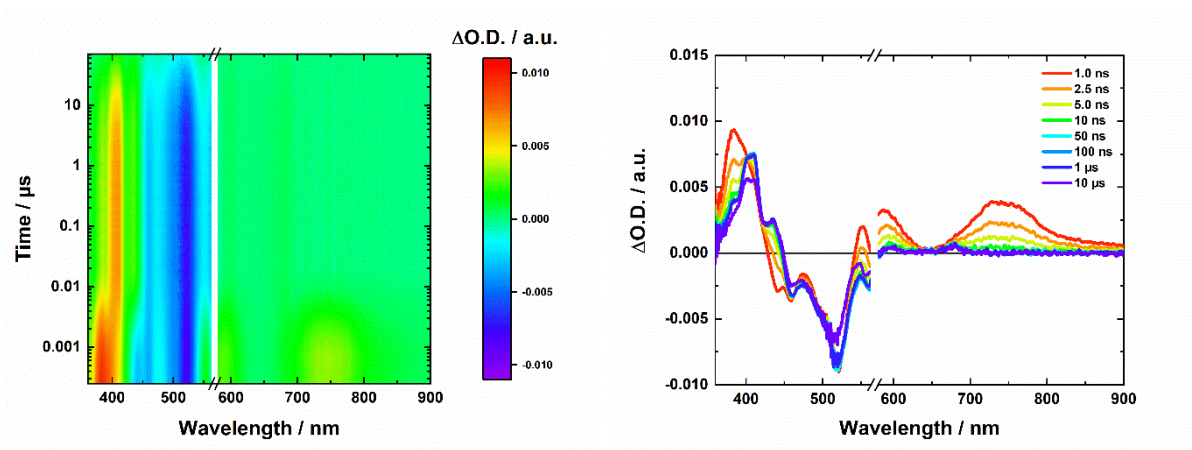 ΔO.D. / a.u.
10
1
0.1
0.01
0.001
Time / µs
400
500
600
700
800
900
Wavelength / nm
0.010
0.005
0.000
-0.005
-0.010
0.015
0.010
0.005
0.000
-0.005
-0.010
ΔO.D. / a.u.
1.0 ns
2.5 ns
5.0 ns
10 ns
50 ns
100 ns
1 µs
10 µs
400
500
600
700
800
900
Wavelength / nm